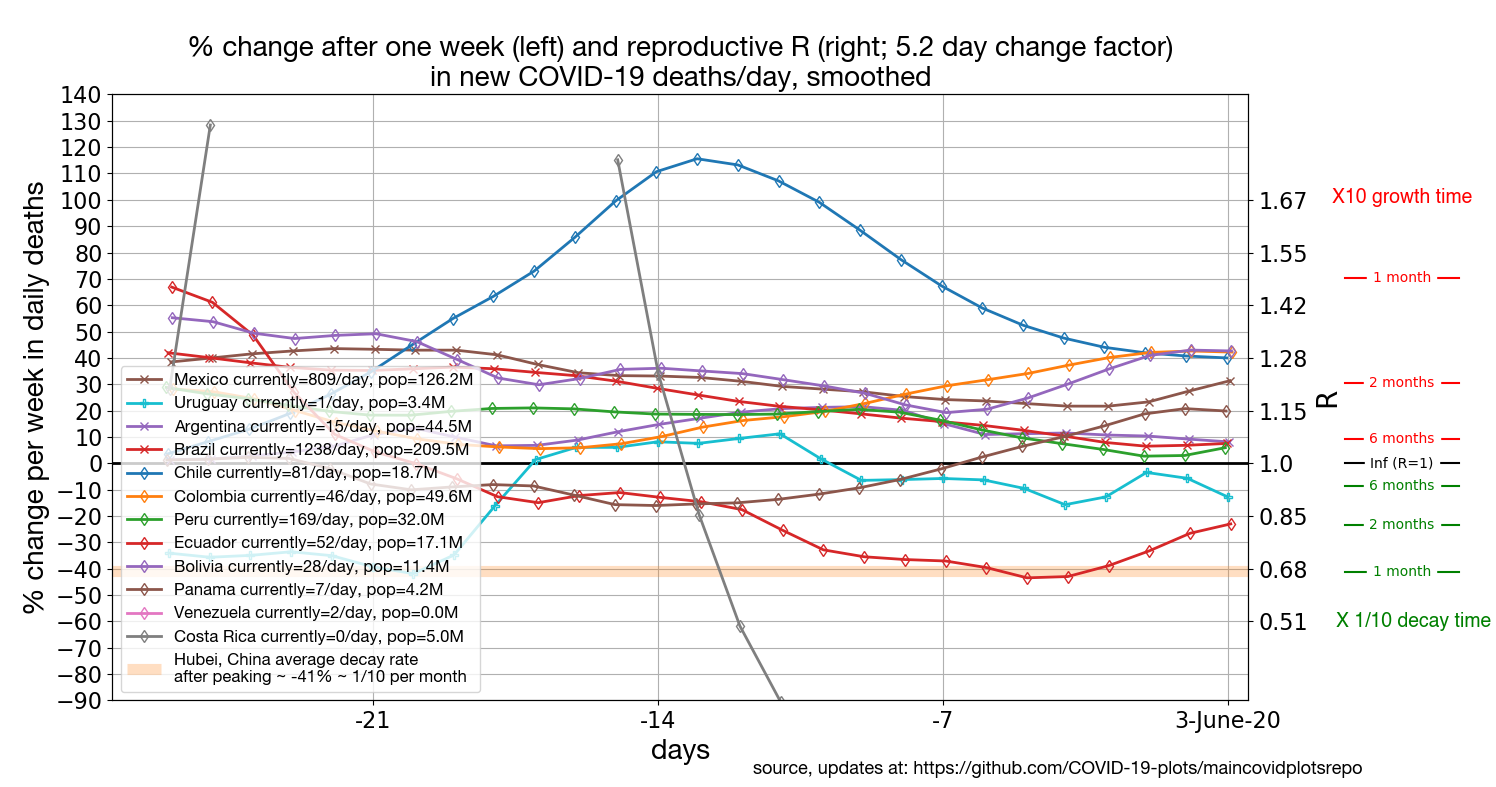 % change after one week (left) and reproductive R (right; 5.2 day change factor)
in new COVID-19 deaths/day, smoothed
% change per week in daily deaths
140
130
120
110
100
90
80
70
60
50
40
30
20
10
0
−10
−20
−30
−40
−50
−60
−70
−80
−90
Mexico currently=809/day, pop=126.2M
Uruguay currently=1/day, pop=3.4M
Argentina currently=15/day, pop=44.5M
Brazil currently=1238/day, pop=209.5M
Chile currently=81/day, pop=18.7M
Colombia currently=46/day, pop=49.6M
Peru currently=169/day, pop=32.0M
Ecuador currently=52/day, pop=17.1M
Bolivia currently=28/day, pop=11.4M
Panama currently=7/day, pop=4.2M
Venezuela currently=2/day, pop=0.0M
Costa Rica currently=0/day, pop=5.0M
Hubei, China average decay rate
after peaking ~ -41% ~ 1/10 per month
-21
-14
-7
3-June-20
days
1.67
1.55
1.42
1.28
1.15
1.0
0.85
0.68
0.51
R
X10 growth time
1 month
2 months
6 months
Inf (R=1)
6 months
2 months
1 month
X 1/10 decay time
source, updates at: https://github.com/COVID-19-plots/maincovidplotsrepo